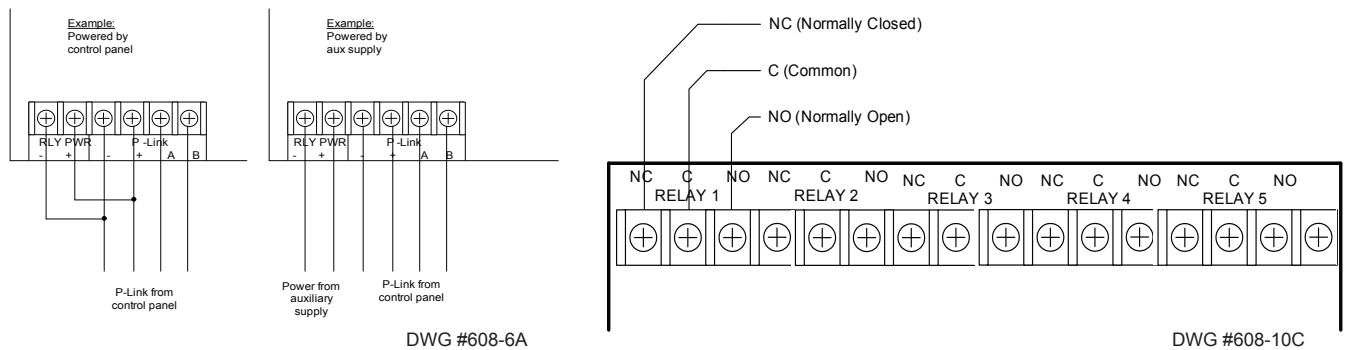 Example:
Powered by
control panel
RLY PWR P -Link
- + - + A B
P-Link from
control panel
Example:
Powered by
aux supply
RLY PWR P -Link
- + - + A B
Power from
auxiliary
supply
P-Link from
control panel
DWG #608-6A
NC (Normally Closed)
C (Common)
NO (Normally Open)
NC C NO NC C NO NC C NO NC C NO NC C NO
RELAY 1 RELAY 2 RELAY 3 RELAY 4 RELAY 5
DWG #608-10C